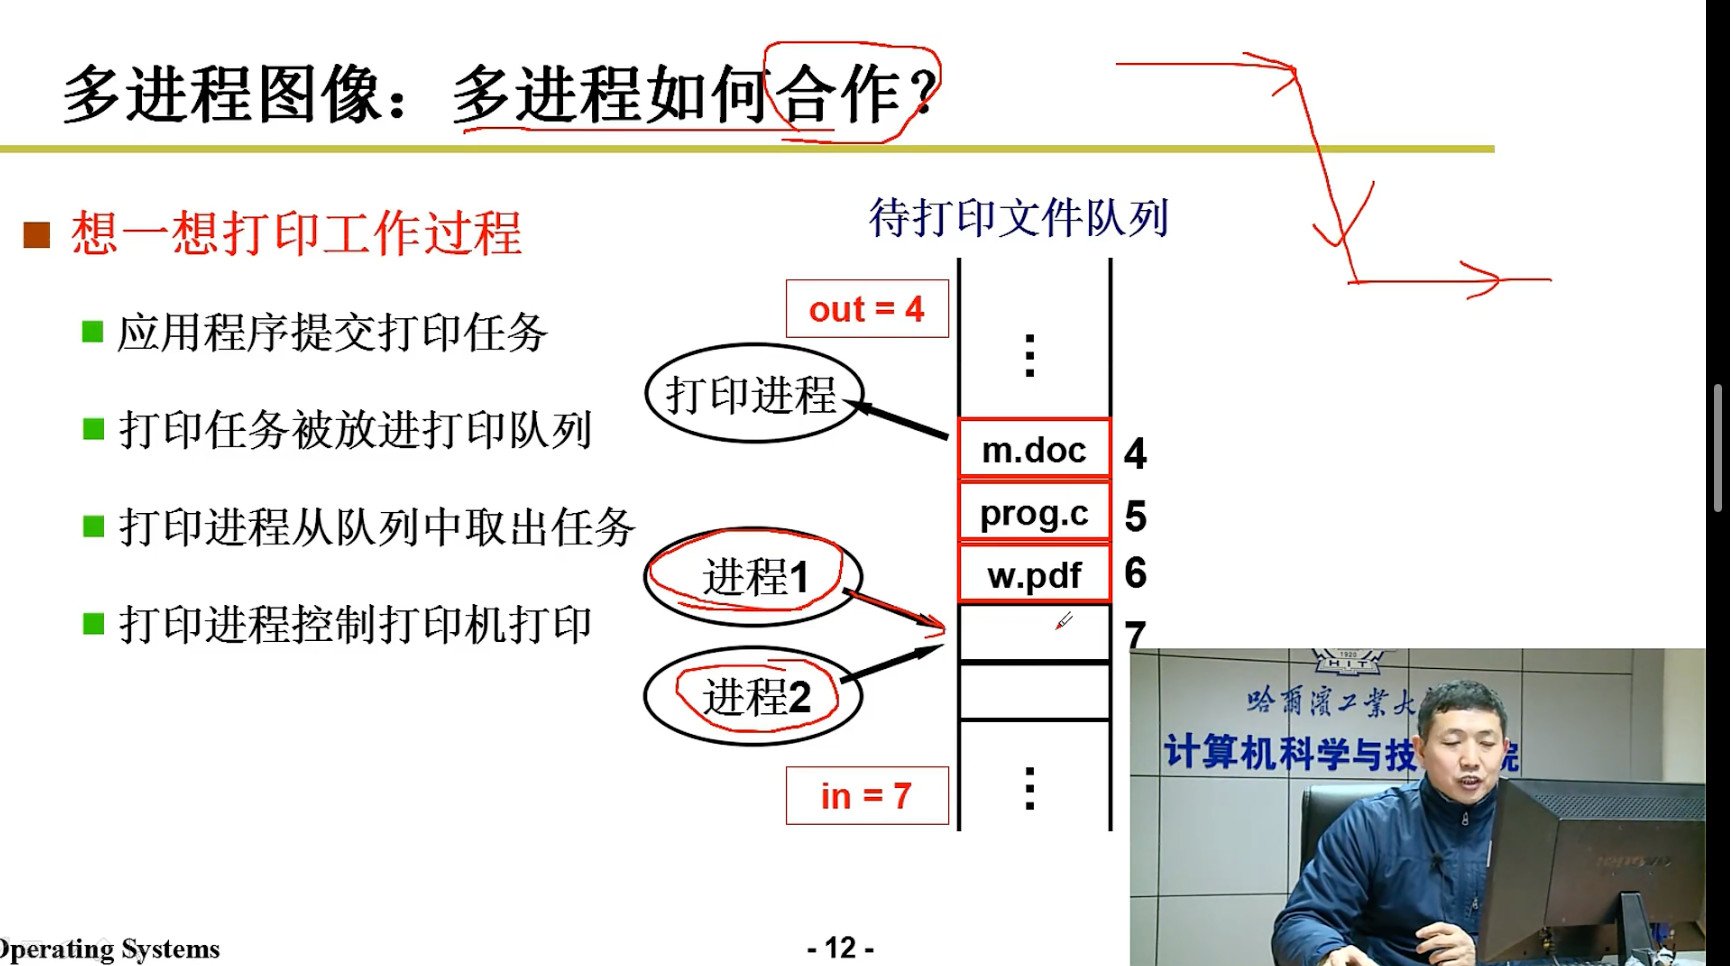 多进程图像：多进程如何合作？
想一想打印工作过程
应用程序提交打印任务
打印任务被放进打印队列
打印进程从队列中取出任务
打印进程控制打印机打印
待打印文件队列
out = 4
打印进程
m.doc 4
prog.c 5
进程1
w.pdf 6
7
进程2
in = 7
1920
HIT
哈尔滨工业大
计算机科学与技 院
Operating Systems
- 12 -